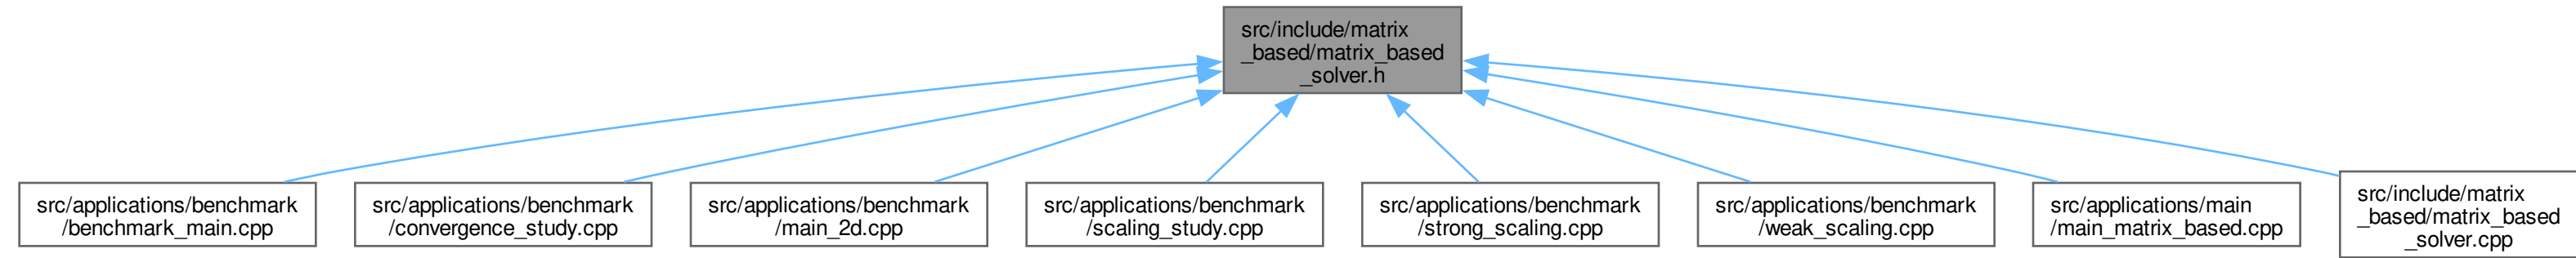 src/include/matrix
_based/matrix_based
_solver.h
src/applications/benchmark
/benchmark_main.cpp
src/applications/benchmark
/convergence_study.cpp
src/applications/benchmark
/main_2d.cpp
src/applications/benchmark
/scaling_study.cpp
src/applications/benchmark
/strong_scaling.cpp
src/applications/benchmark
/weak_scaling.cpp
src/applications/main
/main_matrix_based.cpp
src/include/matrix
_based/matrix_based
_solver.cpp